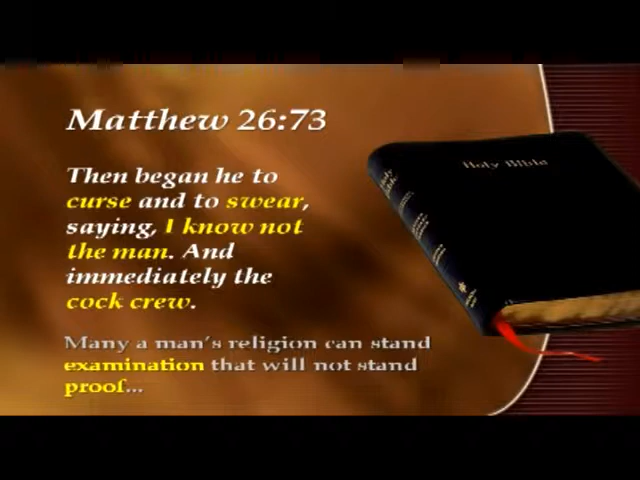 Matthew 26:73
Then began he to
curse and to swear,
saying, I know not
the man. And
immediately the
cock crew.
Many a man's religion can stand
examination that will not stand
proof...
Holy Bible